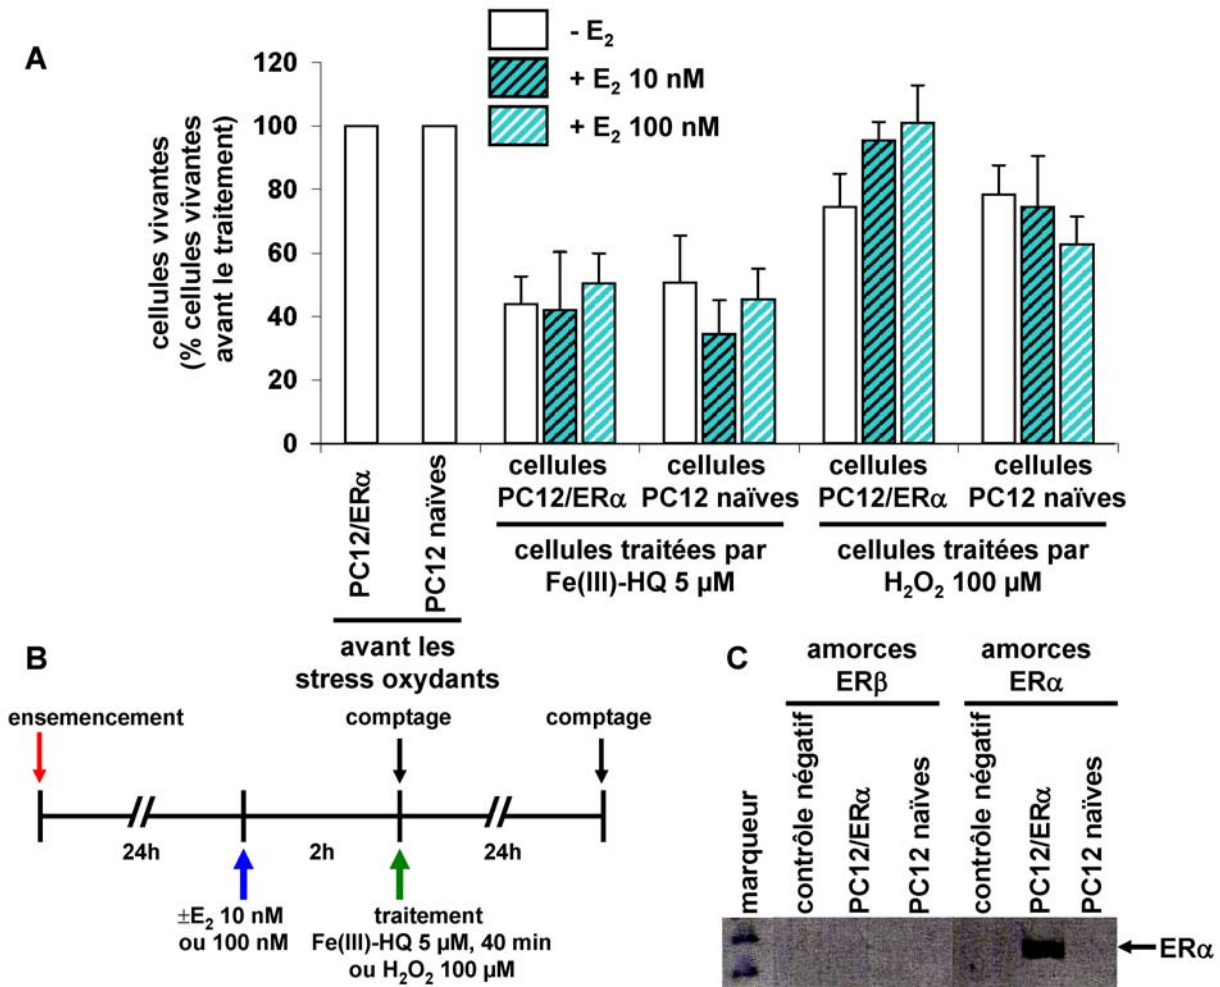 A
- E2
+ E2 10 nM
+ E2 100 nM
cellules vivantes
(% cellules vivantes
avant le traitement)
120
100
80
60
40
20
0
PC12/ERα
PC12 naïves
avant les
stress oxydants
cellules
PC12/ERα
cellules
PC12 naïves
cellules traitées par
Fe(III)-HQ 5 µM
cellules
PC12/ERα
cellules
PC12 naïves
cellules traitées par
H2O2 100 µM
B
ensemencement
comptage
comptage
24h
2h
24h
±E2 10 nM
ou 100 nM
traitement
Fe(III)-HQ 5 µM, 40 min
ou H2O2 100 µM
C
amorces
ERβ
amorces
ERα
marqueur
contrôle négatif
PC12/ERα
PC12 naïves
contrôle négatif
PC12/ERα
PC12 naïves
ERα